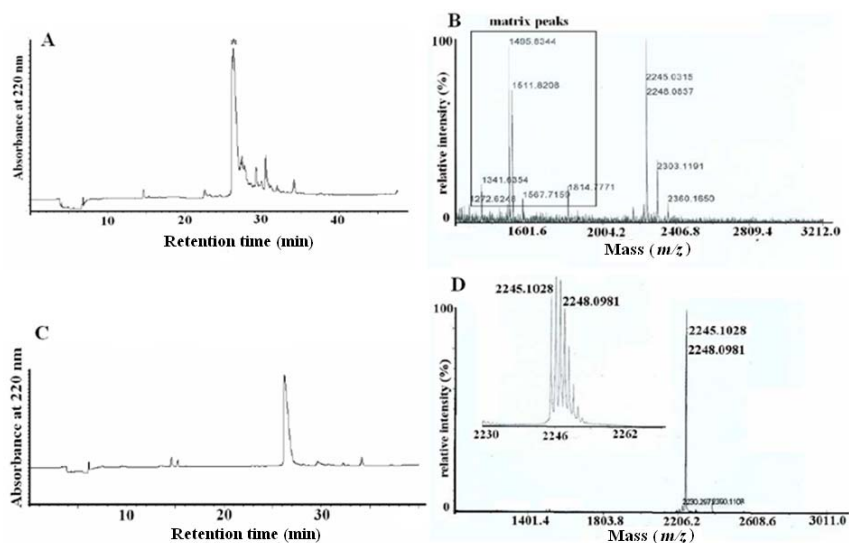 A
Absorbance at 220 nm
10
20
30
40
Retention time (min)
B
matrix peaks
100
relative intensity (%)
0
1495.8344
1511.8208
1341.6354
1272.6248
1567.7159
1814.7771
2245.0315
2248.0837
2303.1191
2360.1650
1601.6
2004.2
2406.8
2809.4
3212.0
Mass (m/z)
C
Absorbance at 220 nm
10
30
Retention time (min)
D
100
relative intensity (%)
0
2245.1028
2248.0981
2230
2246
2262
2245.1028
2248.0981
1401.4
1803.8
2206.2
2608.6
3011.0
Mass (m/z)